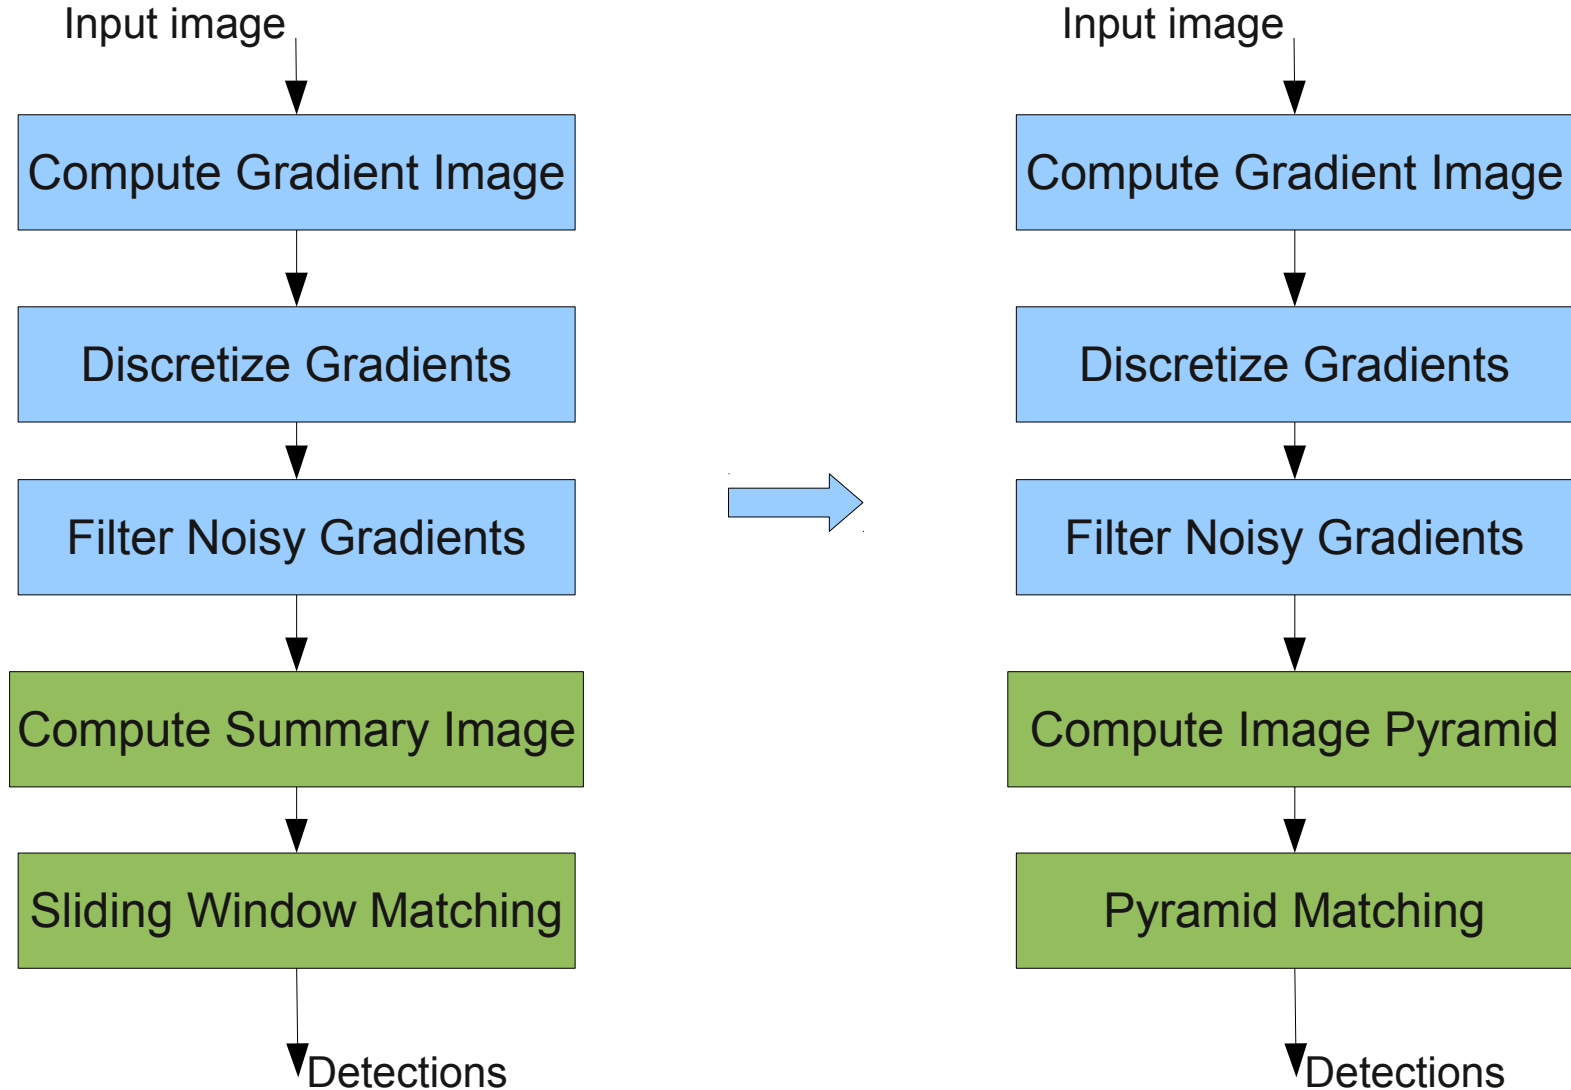 Input image
Compute Gradient Image
Discretize Gradients
Filter Noisy Gradients
Compute Summary Image
Sliding Window Matching
Detections
Input image
Compute Gradient Image
Discretize Gradients
Filter Noisy Gradients
Compute Image Pyramid
Pyramid Matching
Detections